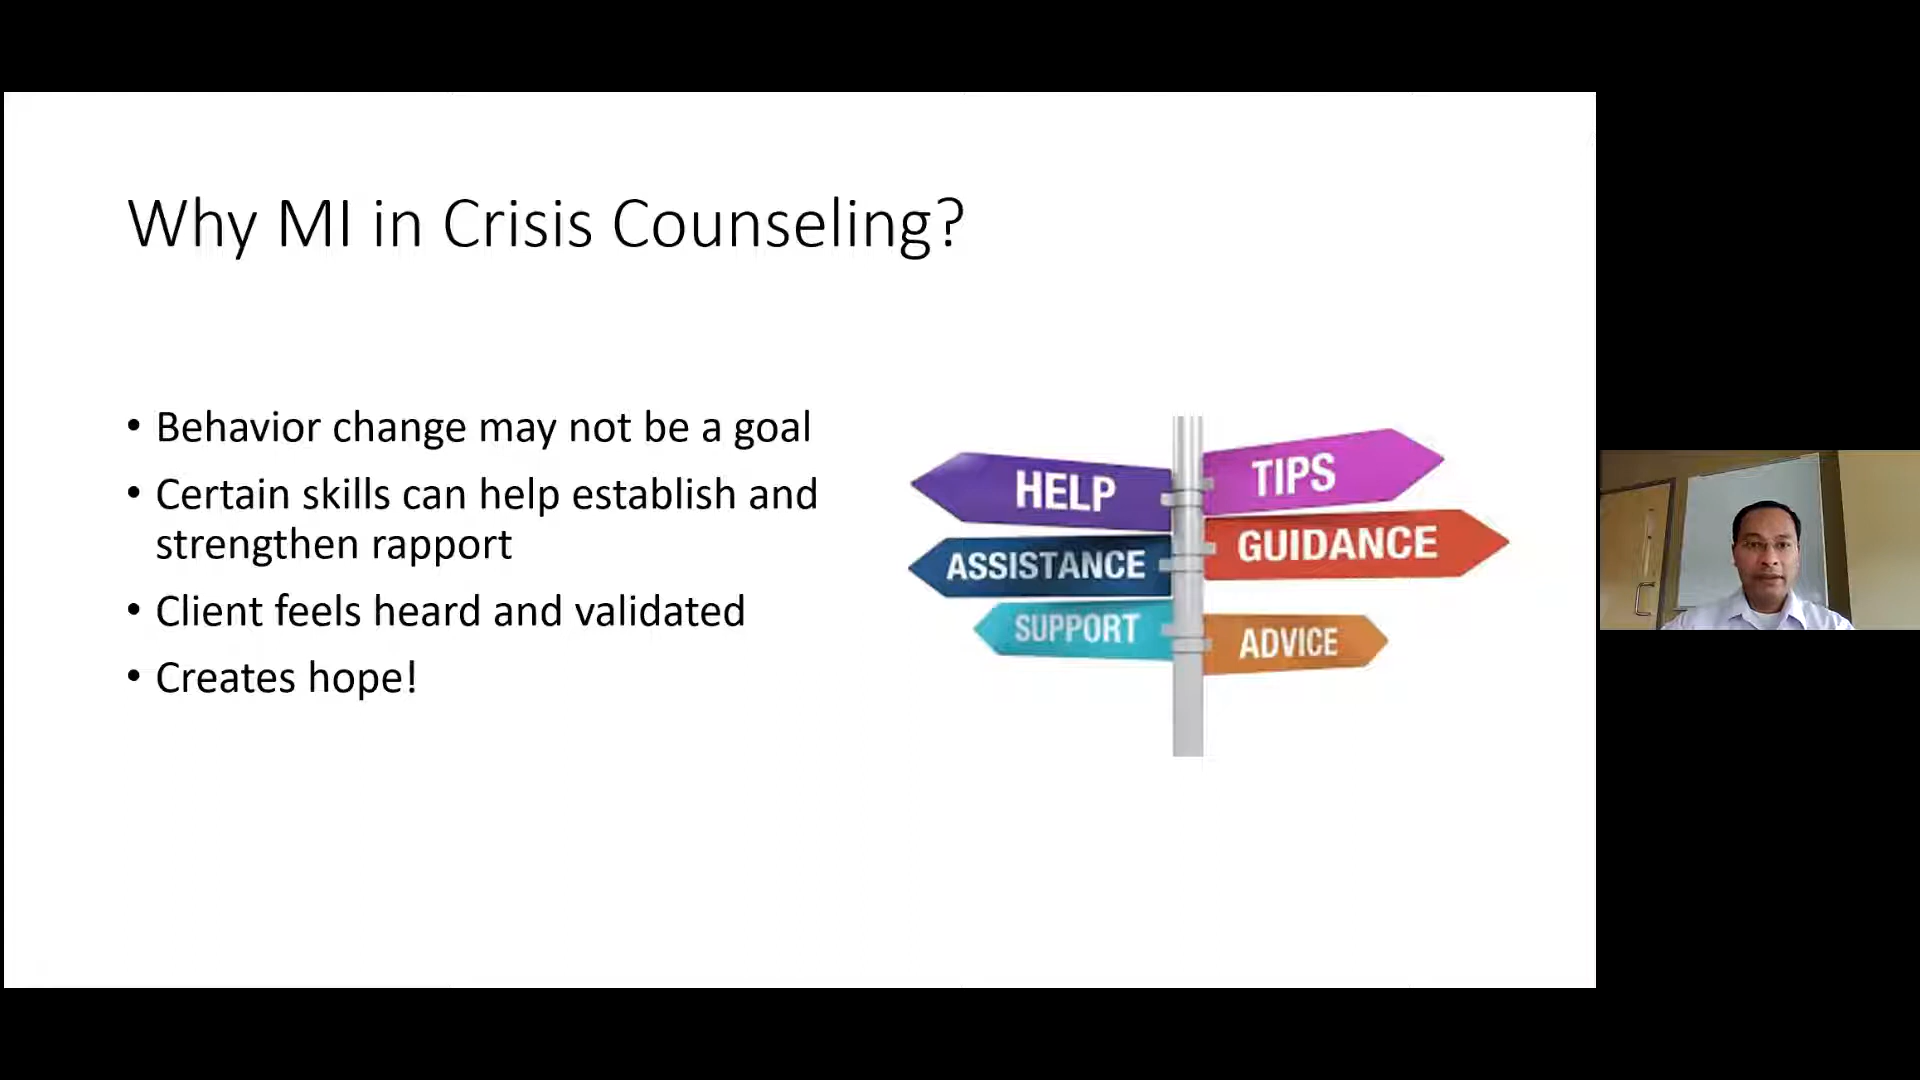 Why MI in Crisis Counseling?
• Behavior change may not be a goal
• Certain skills can help establish and
strengthen rapport
• Client feels heard and validated
• Creates hope!
HELP
TIPS
ASSISTANCE
GUIDANCE
SUPPORT
ADVICE